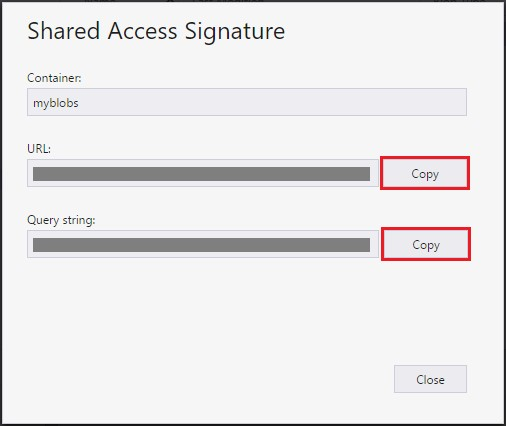 Shared Access Signature
Container:
myblobs
URL:
Copy
Query string:
Copy
Close